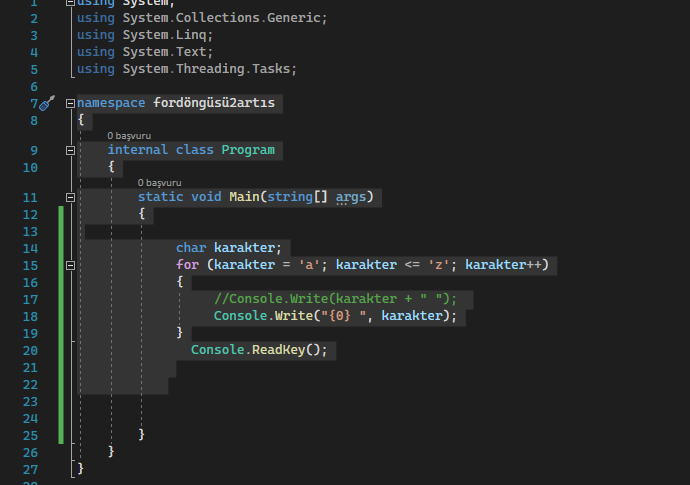 1 using System;
2 using System.Collections.Generic;
3 using System.Linq;
4 using System.Text;
5 using System.Threading.Tasks;
6
7 namespace fordöngüsü2artıs
8 {
0 başvuru
9 internal class Program
10 {
0 başvuru
11 static void Main(string[] args)
12 {
13
14 char karakter;
15 for (karakter = 'a'; karakter <= 'z'; karakter++)
16 {
17 //Console.Write(karakter + " ");
18 Console.Write("{0} ", karakter);
19 }
20 Console.ReadKey();
21
22
23
24
25 }
26 }
27 }
28